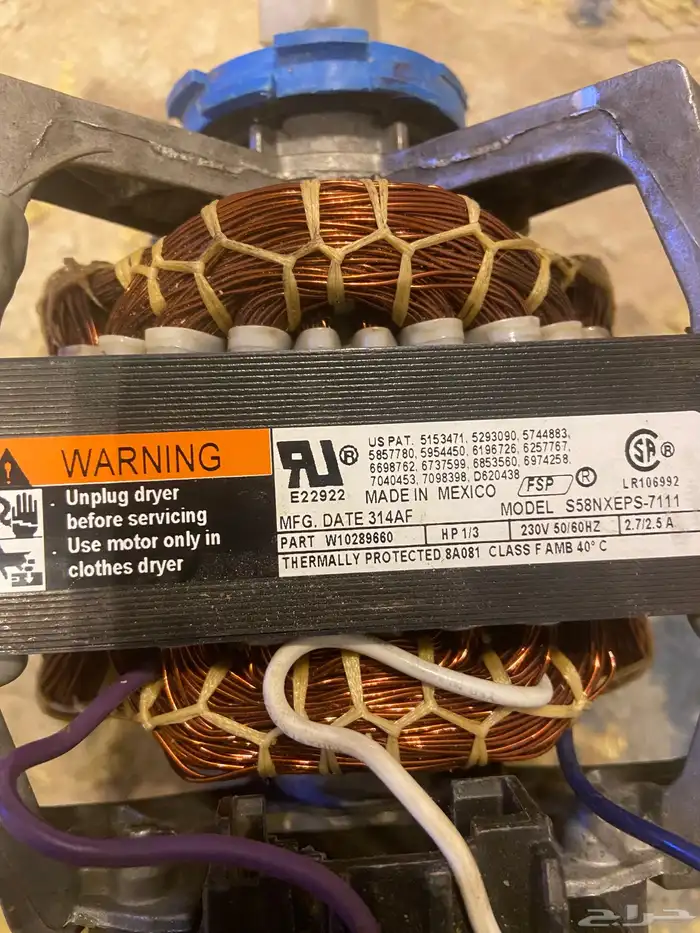 WARNING
Unplug dryer
before servicing
Use motor only in
clothes dryer
US PAT. 5153471, 5293090, 5744883,
5857780, 5954450, 6196726, 6257767,
6698762, 6737599, 6853560, 6974258,
7040453, 7098398, D620438
E22922
MADE IN MEXICO
FSP ®
LR106992
MFG. DATE 314AF
MODEL S58NXEPS-7111
PART W10289660
HP 1/3
230V 50/60HZ
2.7/2.5 A
THERMALLY PROTECTED 8A081 CLASS F AMB 40° C
حراج